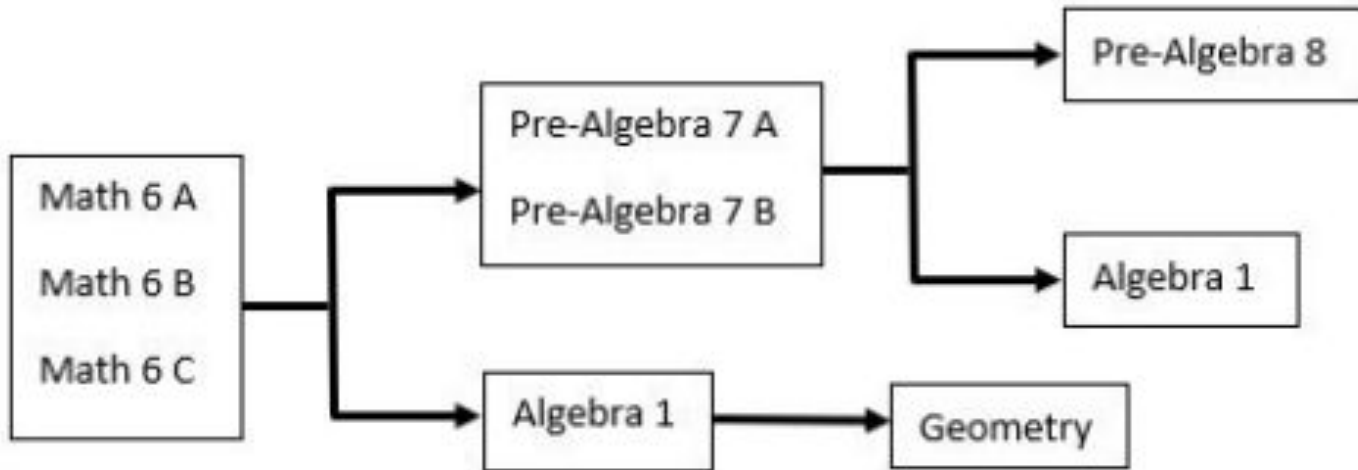 Math 6 A
Math 6 B
Math 6 C
Pre-Algebra 7 A
Pre-Algebra 7 B
Algebra 1
Pre-Algebra 8
Algebra 1
Geometry